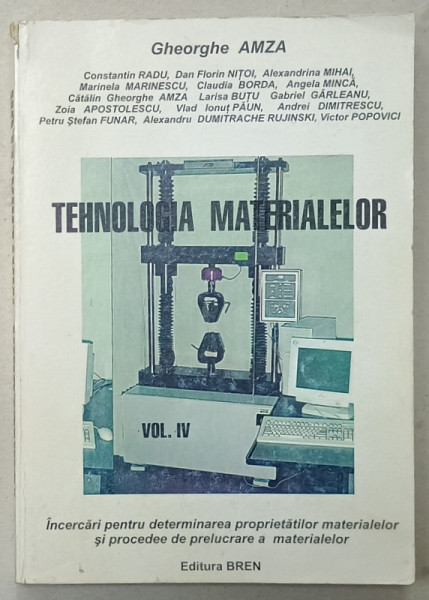 Gheorghe AMZA
Constantin RADU, Dan Florin NIȚOI, Alexandrina MIHAI,
Marinela MARINESCU, Claudia BORDA, Angela MINCĂ,
Cătălin Gheorghe AMZA Larisa BUȚU Gabriel GÂRLEANU,
Zoia APOSTOLESCU, Vlad Ionuț PĂUN, Andrei DIMITRESCU,
Petru Ștefan FUNAR, Alexandru DUMITRACHE RUJINSKI, Victor POPOVICI
TEHNOLOGIA MATERIALELOR
VOL. IV
Încercări pentru determinarea proprietăților materialelor
și procedee de prelucrare a materialelor
Editura BREN